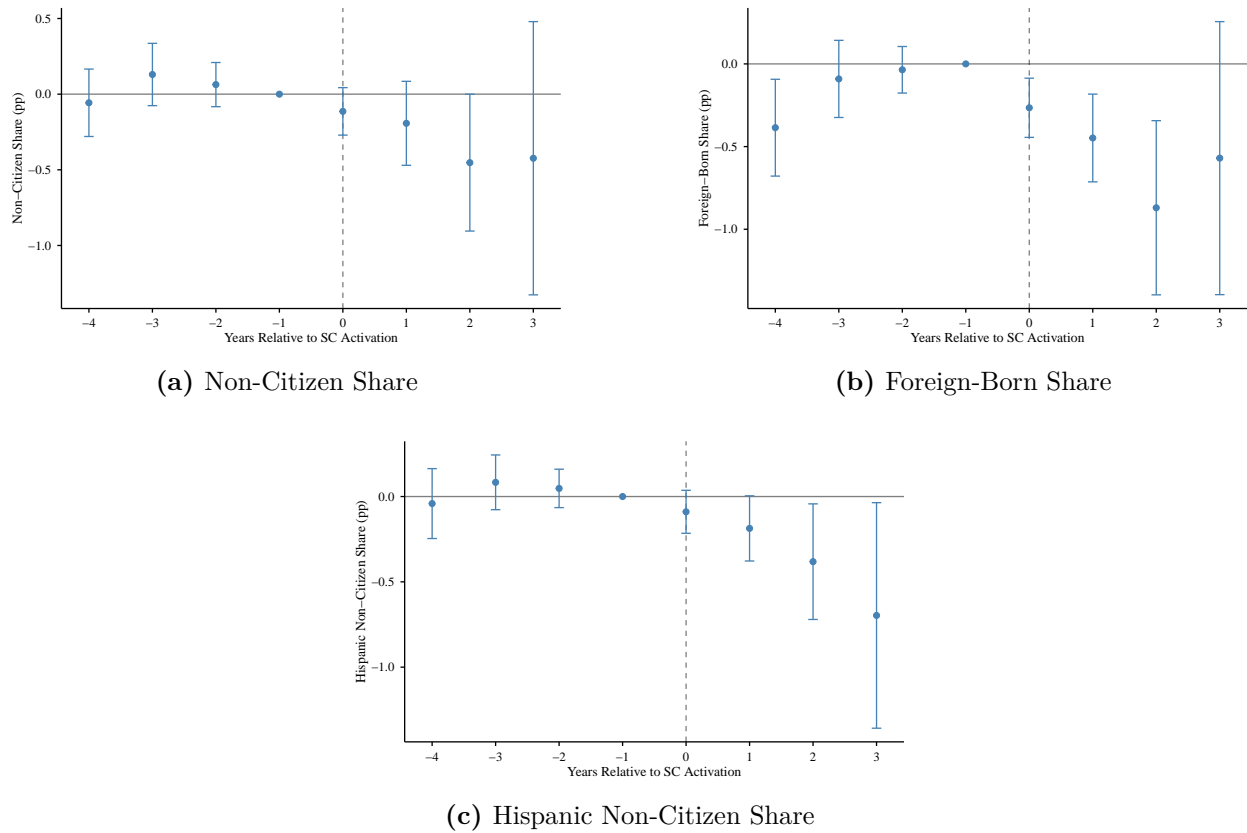 0.5
0.0
−0.5
−1.0
Non−Citizen Share (pp)
−4 −3 −2 −1 0 1 2 3
Years Relative to SC Activation
(a) Non-Citizen Share
0.0
−0.5
−1.0
Foreign−Born Share (pp)
−4 −3 −2 −1 0 1 2 3
Years Relative to SC Activation
(b) Foreign-Born Share
0.0
−0.5
−1.0
Hispanic Non−Citizen Share (pp)
−4 −3 −2 −1 0 1 2 3
Years Relative to SC Activation
(c) Hispanic Non-Citizen Share